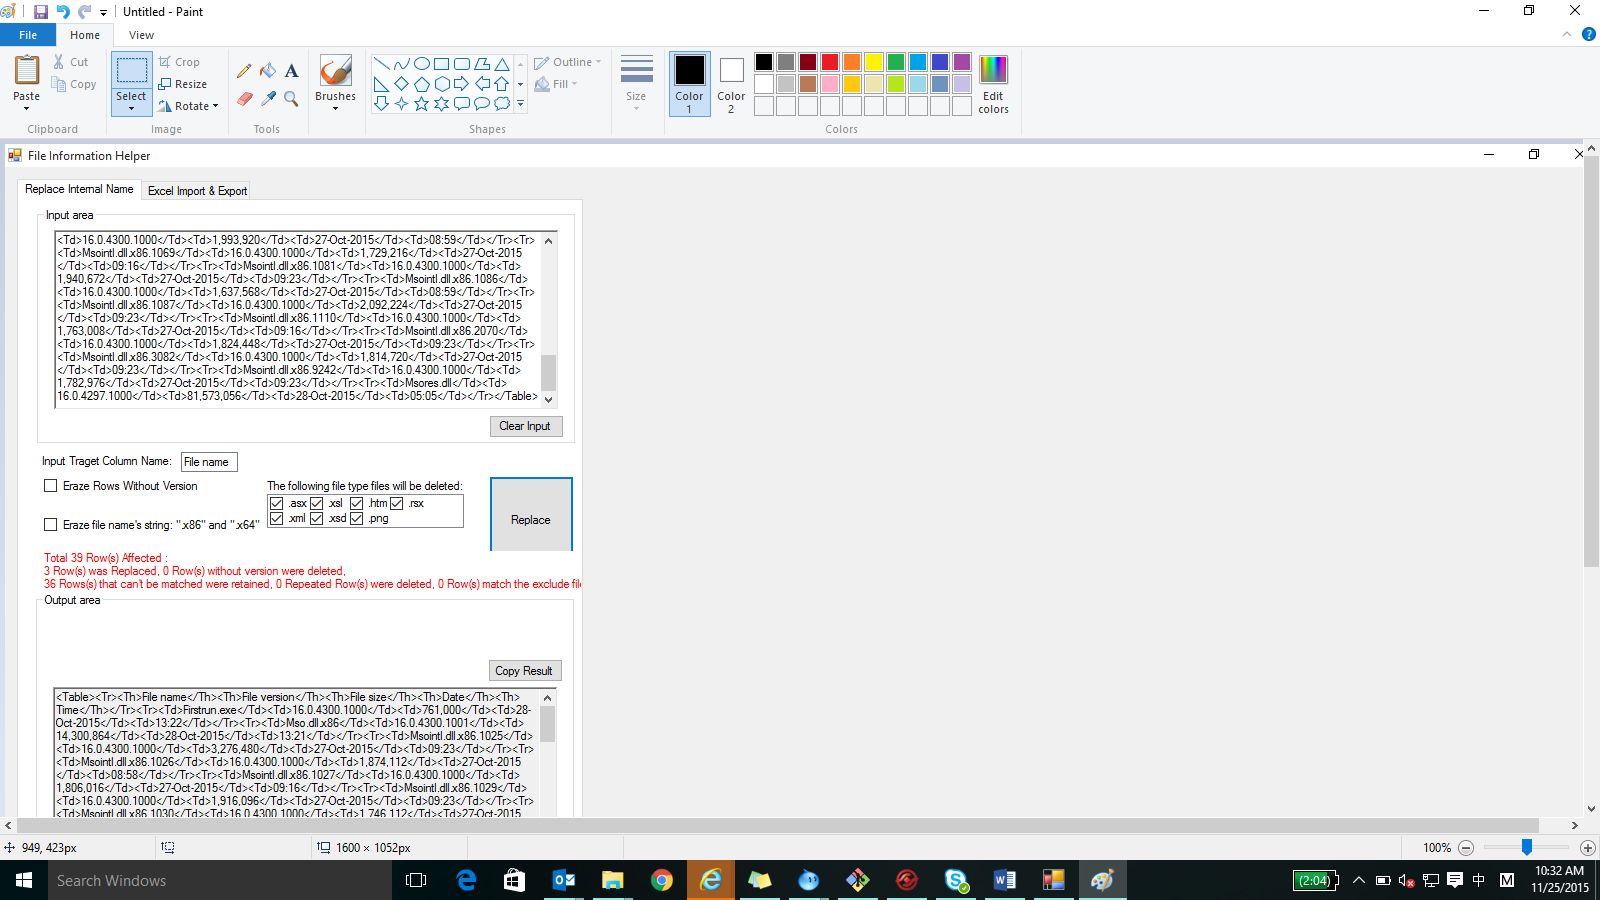 Untitled - Paint
File
Home
View
Paste
Cut
Copy
Clipboard
Select
Crop
Resize
Rotate
Image
A
Tools
Brushes
Shapes
Outline
Fill
Size
Color 1
Color 2
Edit colors
Colors
File Information Helper
Replace Internal Name
Excel Import & Export
Input area
<Td>16.0.4300.1000</Td><Td>1,993,920</Td><Td>27-Oct-2015</Td><Td>08:59</Td></Tr><Tr>
<Td>Msointl.dll.x86.1069</Td><Td>16.0.4300.1000</Td><Td>1,729,216</Td><Td>27-Oct-2015
</Td><Td>09:16</Td></Tr><Tr><Td>Msointl.dll.x86.1081</Td><Td>16.0.4300.1000</Td><Td>
1,940,672</Td><Td>27-Oct-2015</Td><Td>09:23</Td></Tr><Tr><Td>Msointl.dll.x86.1086</Td>
<Td>16.0.4300.1000</Td><Td>1,637,568</Td><Td>27-Oct-2015</Td><Td>08:59</Td></Tr><Tr>
<Td>Msointl.dll.x86.1087</Td><Td>16.0.4300.1000</Td><Td>2,092,224</Td><Td>27-Oct-2015
</Td><Td>09:23</Td></Tr><Tr><Td>Msointl.dll.x86.1110</Td><Td>16.0.4300.1000</Td><Td>
1,763,008</Td><Td>27-Oct-2015</Td><Td>09:16</Td></Tr><Tr><Td>Msointl.dll.x86.2070</Td>
<Td>16.0.4300.1000</Td><Td>1,824,448</Td><Td>27-Oct-2015</Td><Td>09:23</Td></Tr><Tr>
<Td>Msointl.dll.x86.3082</Td><Td>16.0.4300.1000</Td><Td>1,814,720</Td><Td>27-Oct-2015
</Td><Td>09:23</Td></Tr><Tr><Td>Msointl.dll.x86.9242</Td><Td>16.0.4300.1000</Td><Td>
1,782,976</Td><Td>27-Oct-2015</Td><Td>09:23</Td></Tr><Tr><Td>Msores.dll</Td><Td>
16.0.4297.1000</Td><Td>81,573,056</Td><Td>28-Oct-2015</Td><Td>05:05</Td></Tr></Table>
Clear Input
Input Traget Column Name: File name
Eraze Rows Without Version
Eraze file name's string: ".x86" and ".x64"
The following file type files will be deleted:
.asx .xsl .htm .rsx
.xml .xsd .png
Replace
Total 39 Row(s) Affected :
3 Row(s) was Replaced, 0 Row(s) without version were deleted,
36 Rows(s) that can't be matched were retained, 0 Repeated Row(s) were deleted, 0 Row(s) match the exclude file
Output area
Copy Result
<Table><Tr><Th>File name</Th><Th>File version</Th><Th>File size</Th><Th>Date</Th><Th>
Time</Th></Tr><Tr><Td>Firstrun.exe</Td><Td>16.0.4300.1000</Td><Td>761,000</Td><Td>28-
Oct-2015</Td><Td>13:22</Td></Tr><Tr><Td>Mso.dll.x86</Td><Td>16.0.4300.1001</Td><Td>
14,300,864</Td><Td>28-Oct-2015</Td><Td>13:21</Td></Tr><Tr><Td>Msointl.dll.x86.1025</Td>
<Td>16.0.4300.1000</Td><Td>3,276,480</Td><Td>27-Oct-2015</Td><Td>09:23</Td></Tr><Tr>
<Td>Msointl.dll.x86.1026</Td><Td>16.0.4300.1000</Td><Td>1,874,112</Td><Td>27-Oct-2015
</Td><Td>08:58</Td></Tr><Tr><Td>Msointl.dll.x86.1027</Td><Td>16.0.4300.1000</Td><Td>
1,806,016</Td><Td>27-Oct-2015</Td><Td>09:16</Td></Tr><Tr><Td>Msointl.dll.x86.1029</Td>
<Td>16.0.4300.1000</Td><Td>1,916,096</Td><Td>27-Oct-2015</Td><Td>09:23</Td></Tr><Tr>
<Td>Msointl.dll.x86.1030</Td><Td>16.0.4300.1000</Td><Td>1,746,112</Td><Td>27-Oct-2015
949, 423px
1600 × 1052px
100%
Search Windows
(2:04)
中
M
10:32 AM
11/25/2015